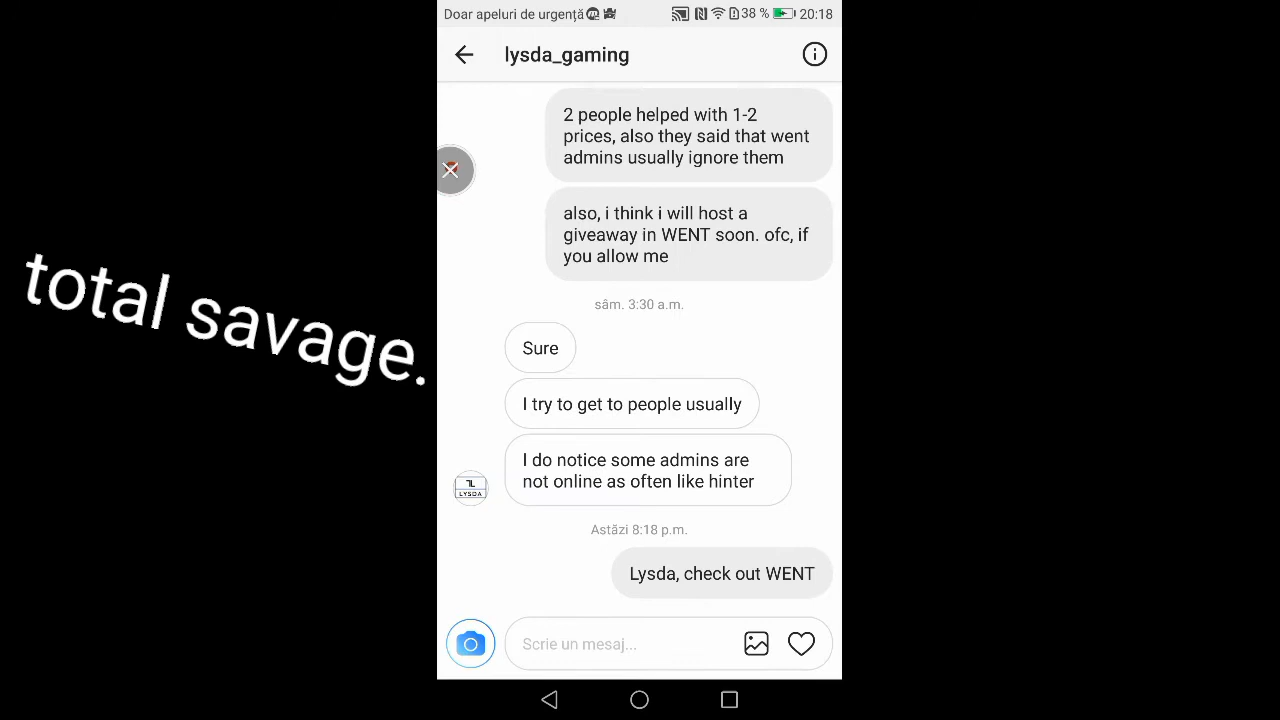 Doar apeluri de urgență 38 % 20:18
lysda_gaming
2 people helped with 1-2
prices, also they said that went
admins usually ignore them
also, i think i will host a
giveaway in WENT soon. ofc, if
you allow me
total savage.
sâm. 3:30 a.m.
Sure
I try to get to people usually
I do notice some admins are
not online as often like hinter
LYSDA
Astăzi 8:18 p.m.
Lysda, check out WENT
Scrie un mesaj...